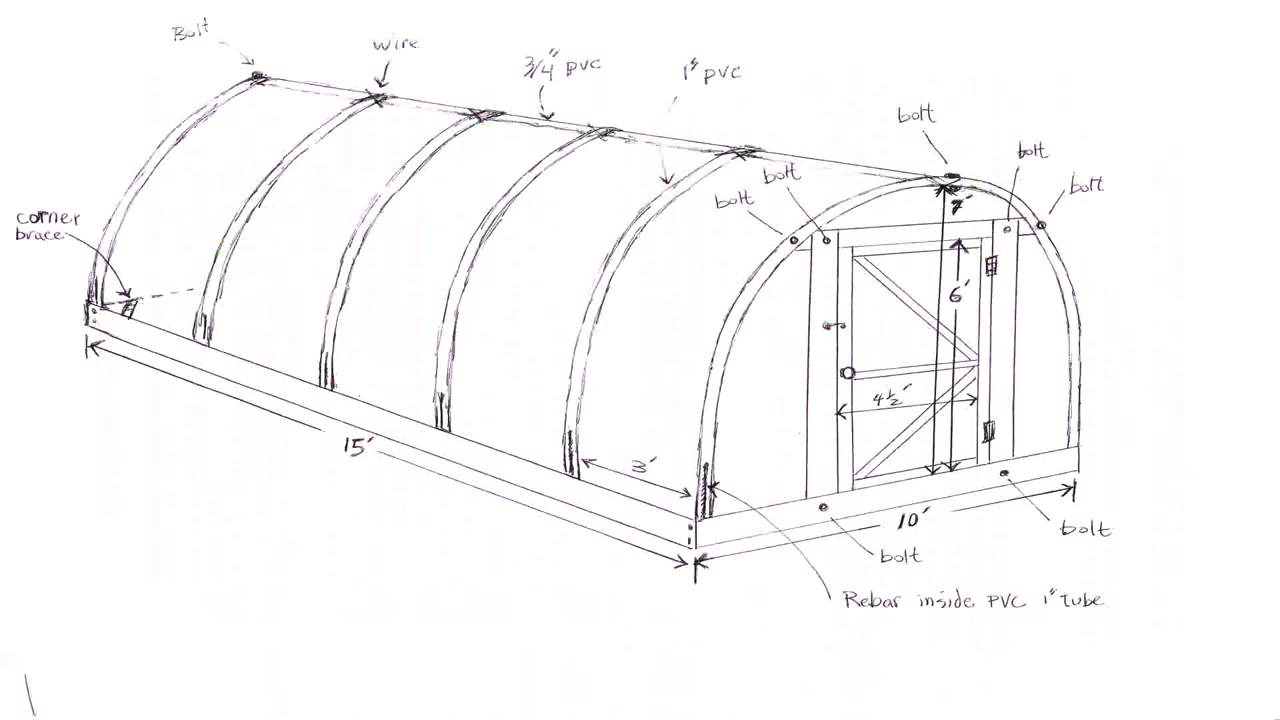 Bolt
wire
3/4" PVC
1" PVC
bolt
bolt
bolt
bolt
bolt
7'
corner
brace
6'
4½'
15'
3'
10'
bolt
bolt
Rebar inside PVC 1" tube